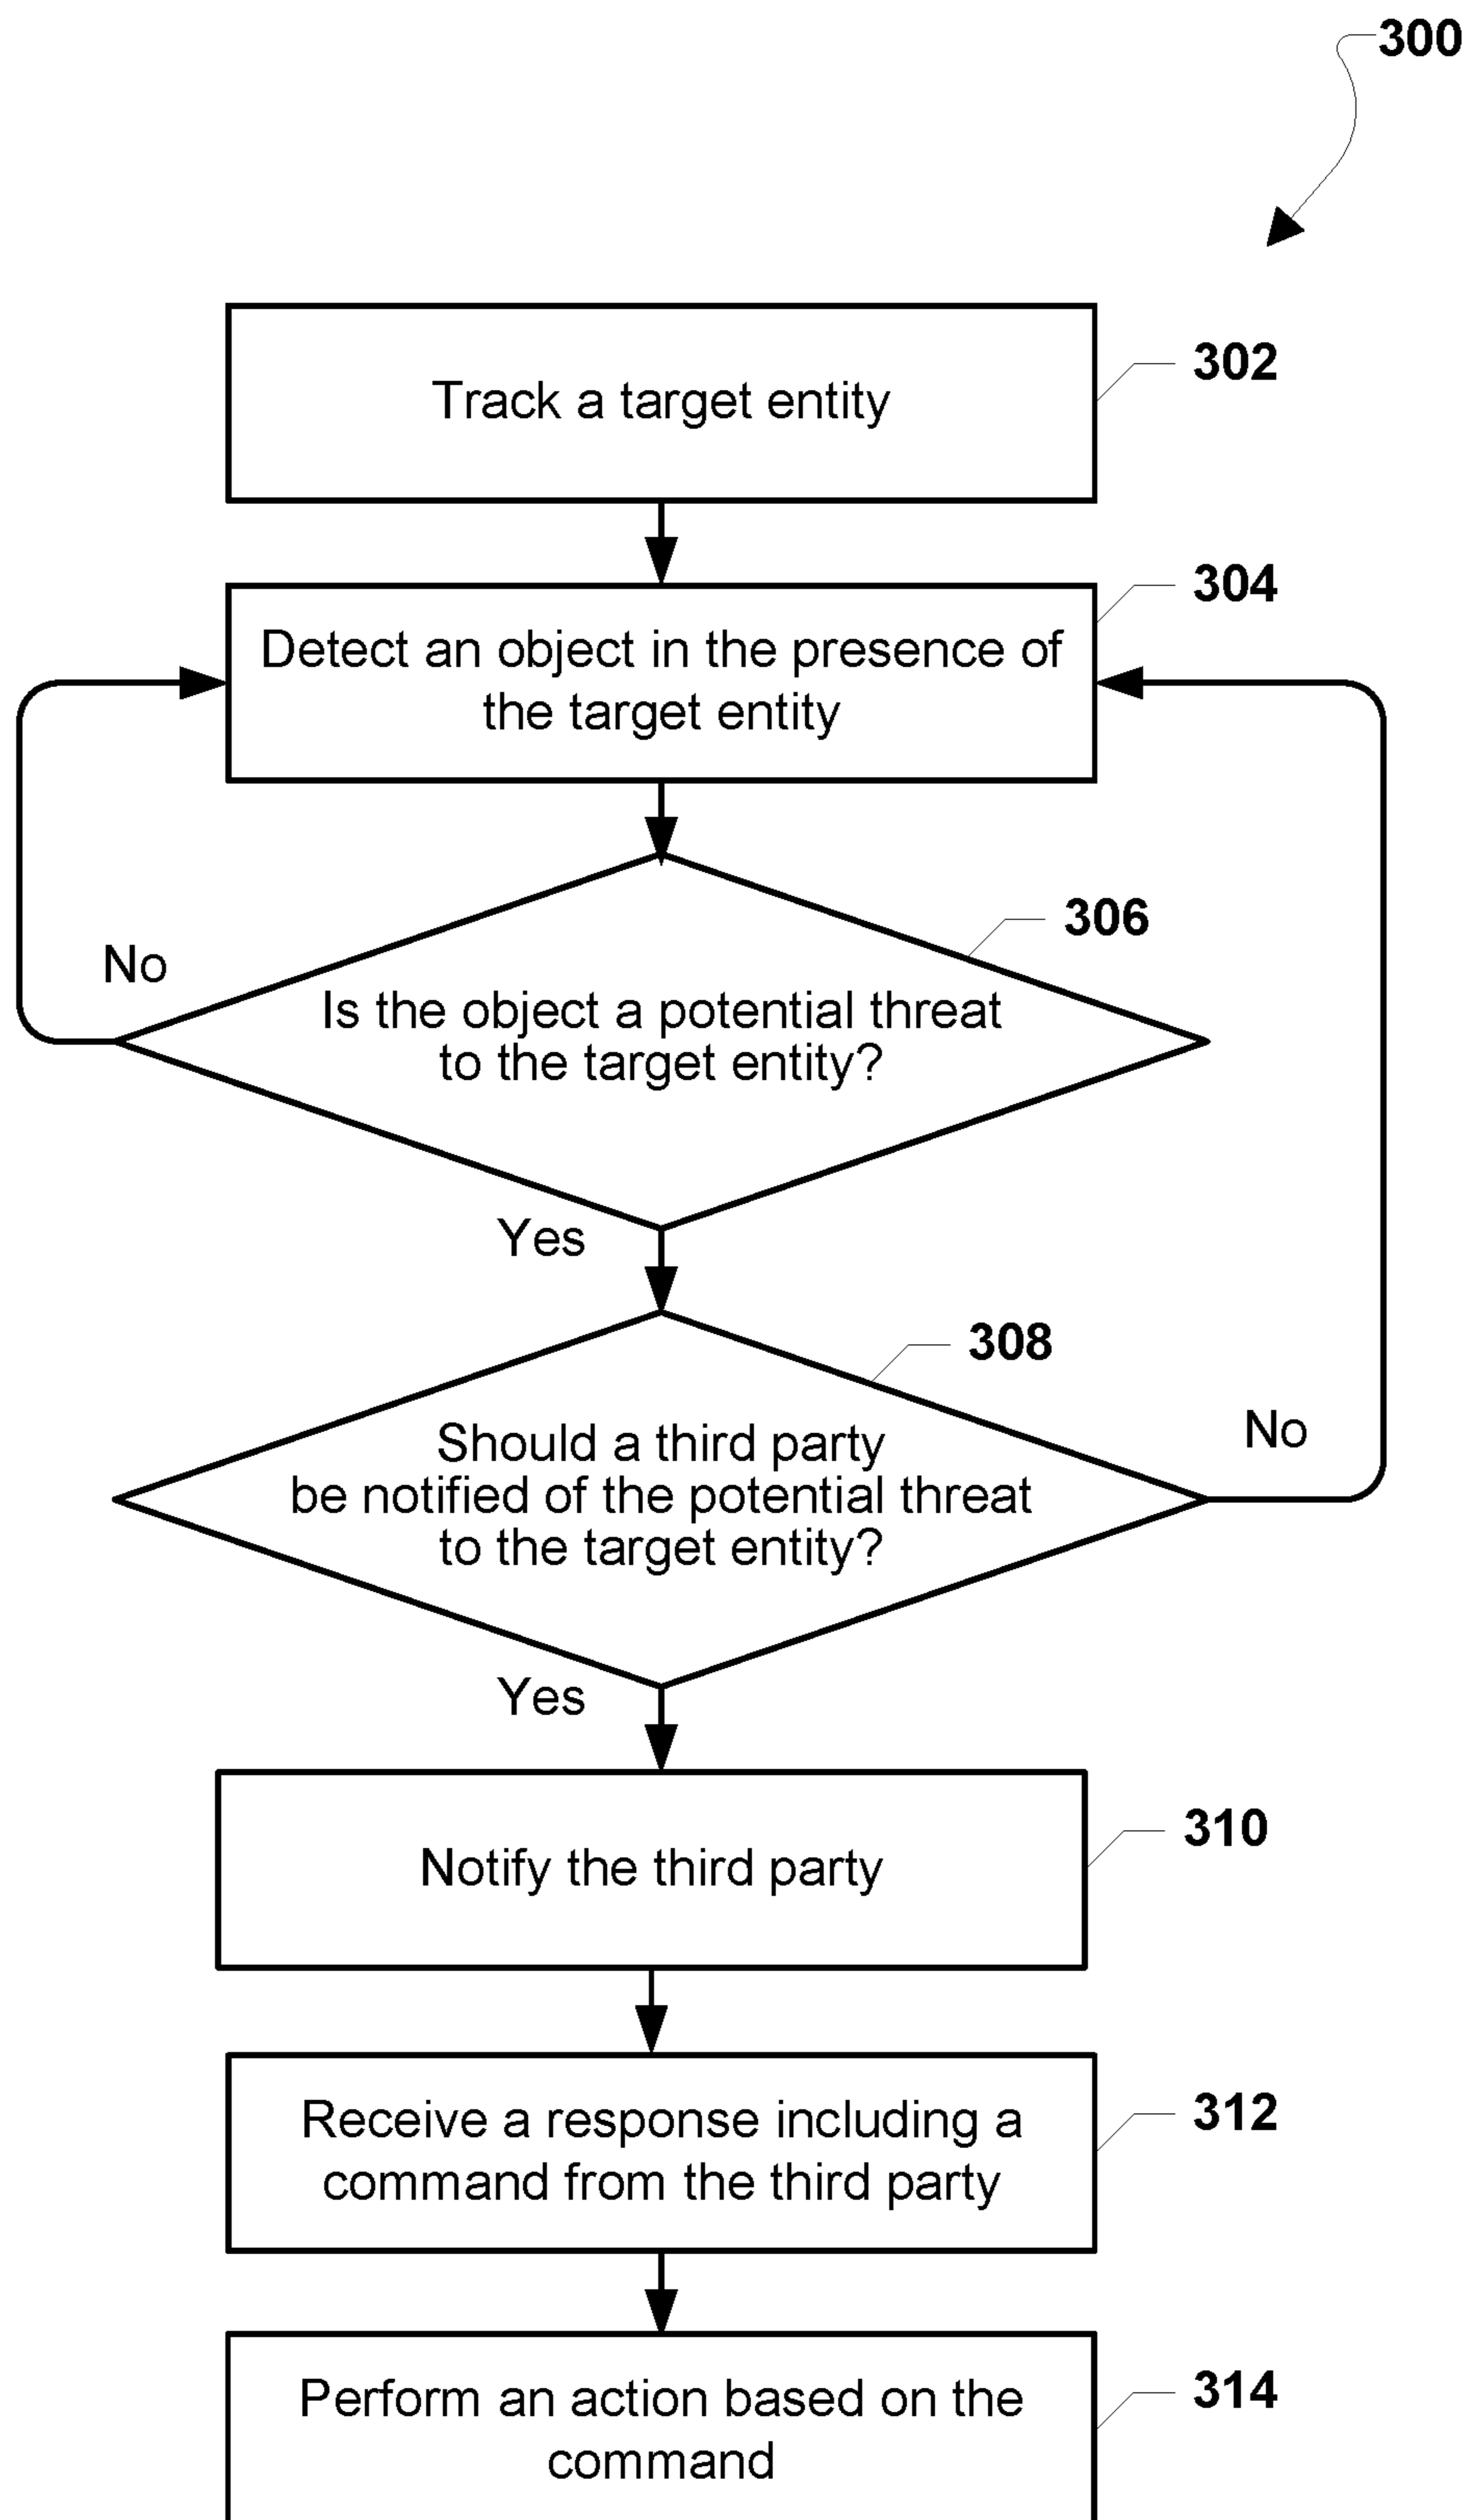 300
Track a target entity
302
304
Detect an object in the presence of
the target entity
306
No
Is the object a potential threat
to the target entity?
Yes
308
Should a third party
be notified of the potential threat
to the target entity?
No
Yes
Notify the third party
310
Receive a response including a
command from the third party
312
Perform an action based on the
command
314